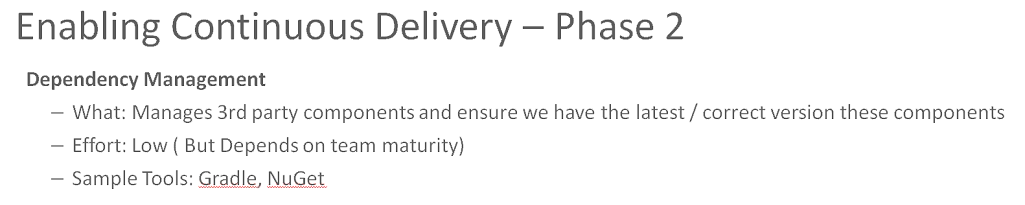 Enabling Continuous Delivery – Phase 2
Dependency Management
– What: Manages 3rd party components and ensure we have the latest / correct version these components
– Effort: Low ( But Depends on team maturity)
– Sample Tools: Gradle, NuGet